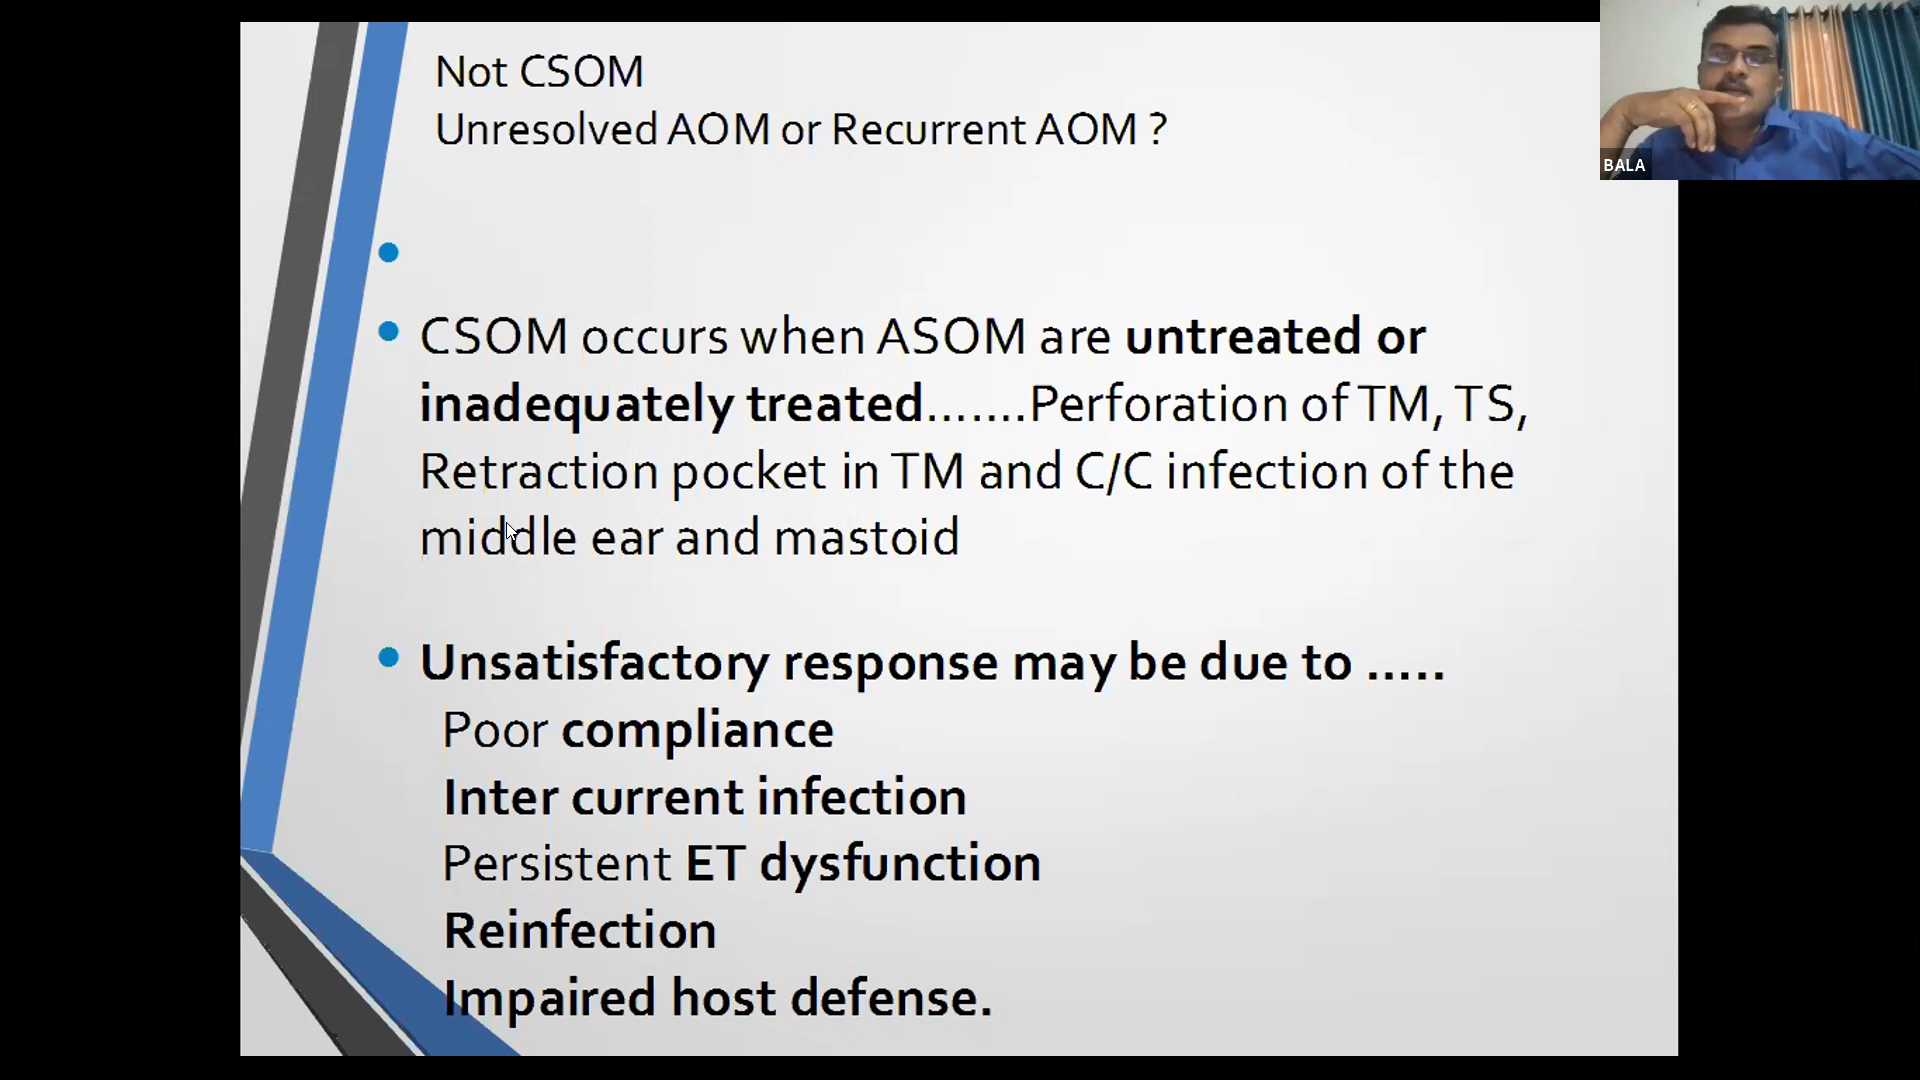 Not CSOM
Unresolved AOM or Recurrent AOM ?
BALA
CSOM occurs when ASOM are untreated or
inadequately treated.......Perforation of TM, TS,
Retraction pocket in TM and C/C infection of the
middle ear and mastoid
Unsatisfactory response may be due to .....
Poor compliance
Inter current infection
Persistent ET dysfunction
Reinfection
Impaired host defense.